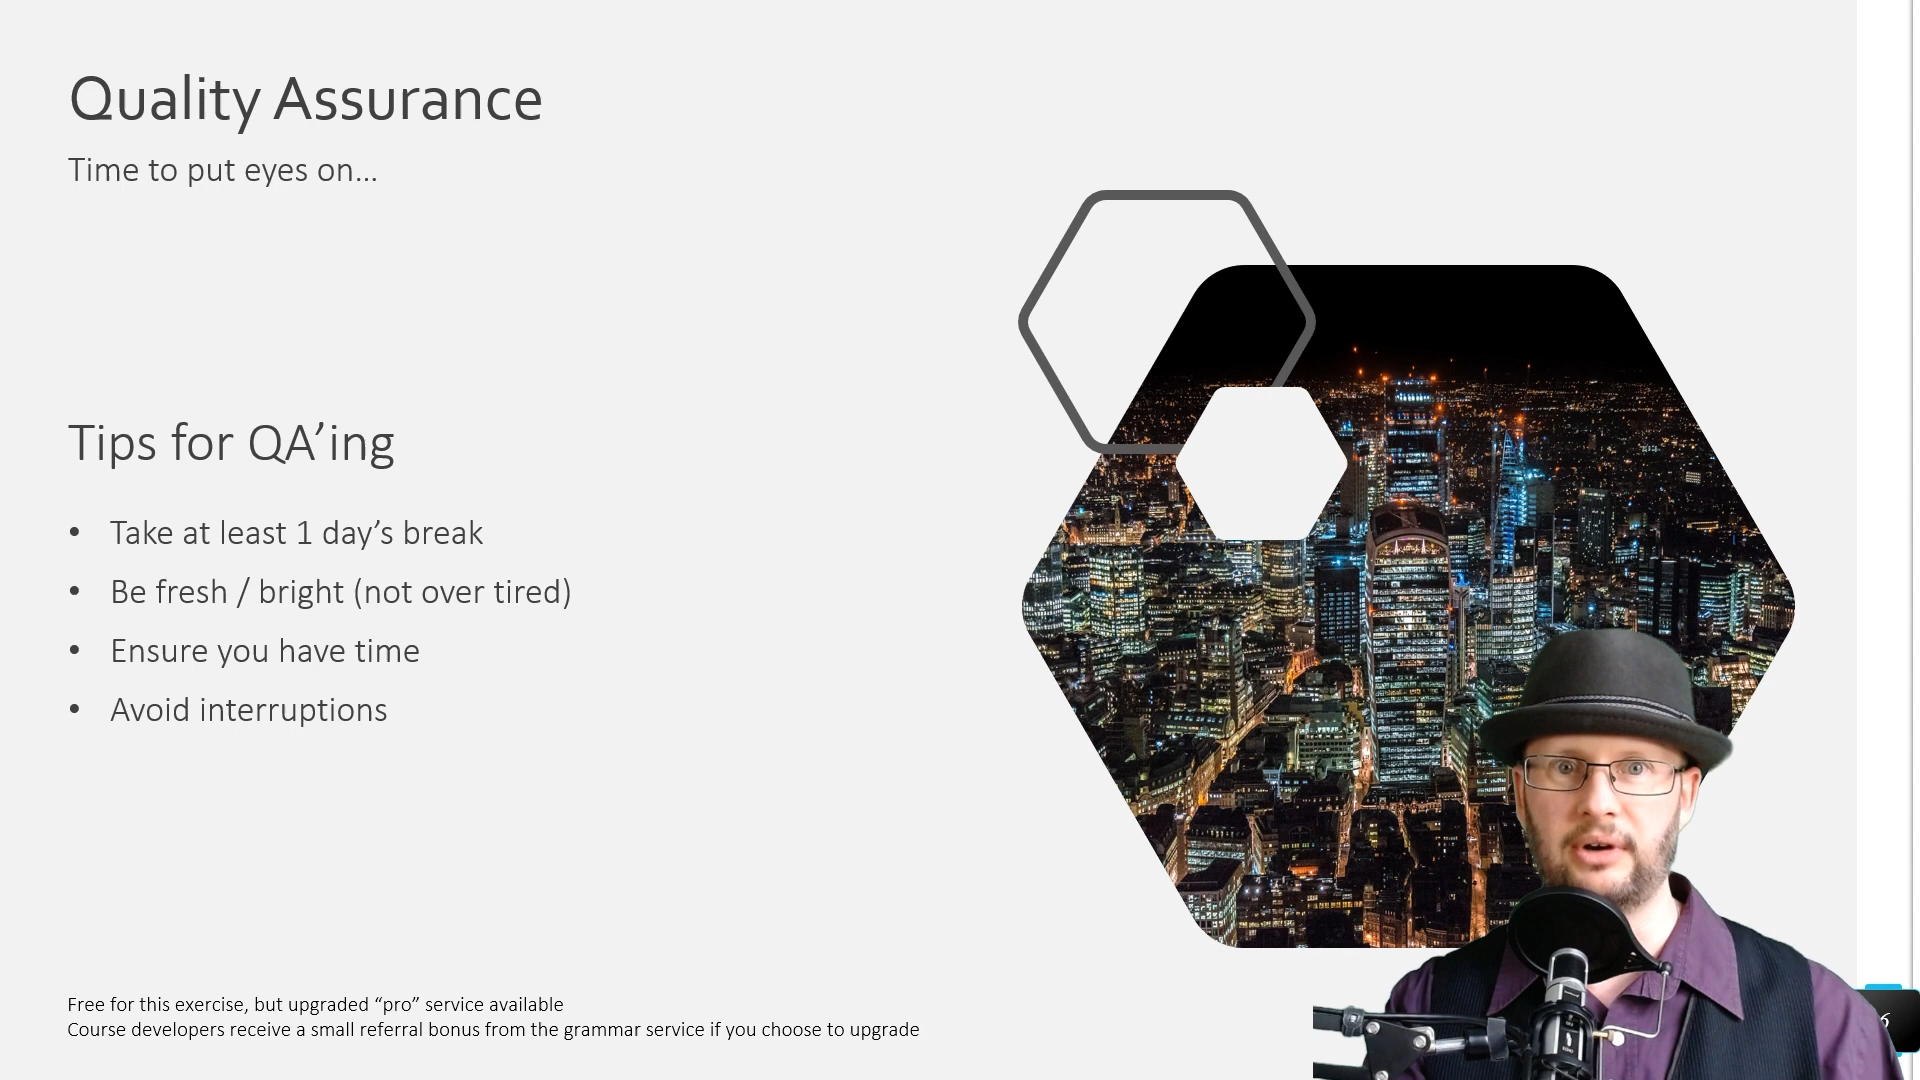 Quality Assurance
Time to put eyes on...
Tips for QA’ing
• Take at least 1 day’s break
• Be fresh / bright (not over tired)
• Ensure you have time
• Avoid interruptions
Free for this exercise, but upgraded “pro” service available
Course developers receive a small referral bonus from the grammar service if you choose to upgrade
6